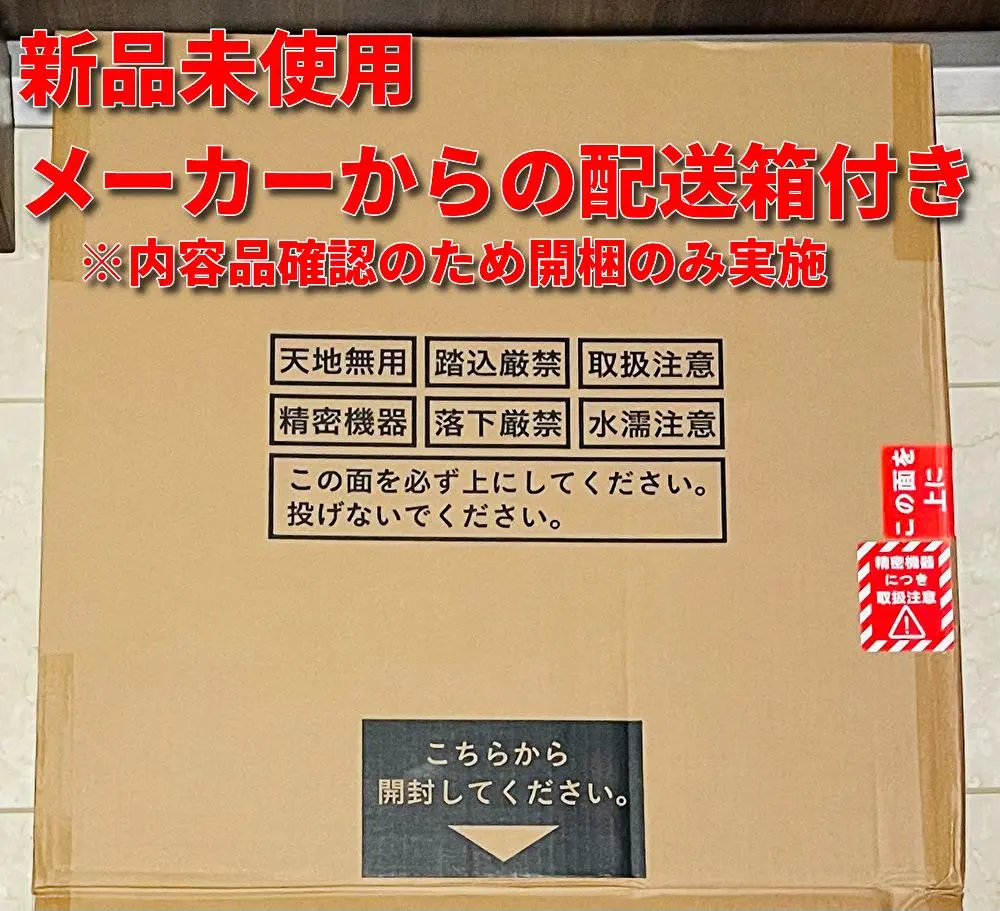 新品未使用
メーカーからの配送箱付き
※内容品確認のため開梱のみ実施
天地無用 踏込厳禁 取扱注意
精密機器 落下厳禁 水濡注意
この面を必ず上にしてください。
投げないでください。
この面を
上に
精密機器
につき
取扱注意
こちらから
開封してください。